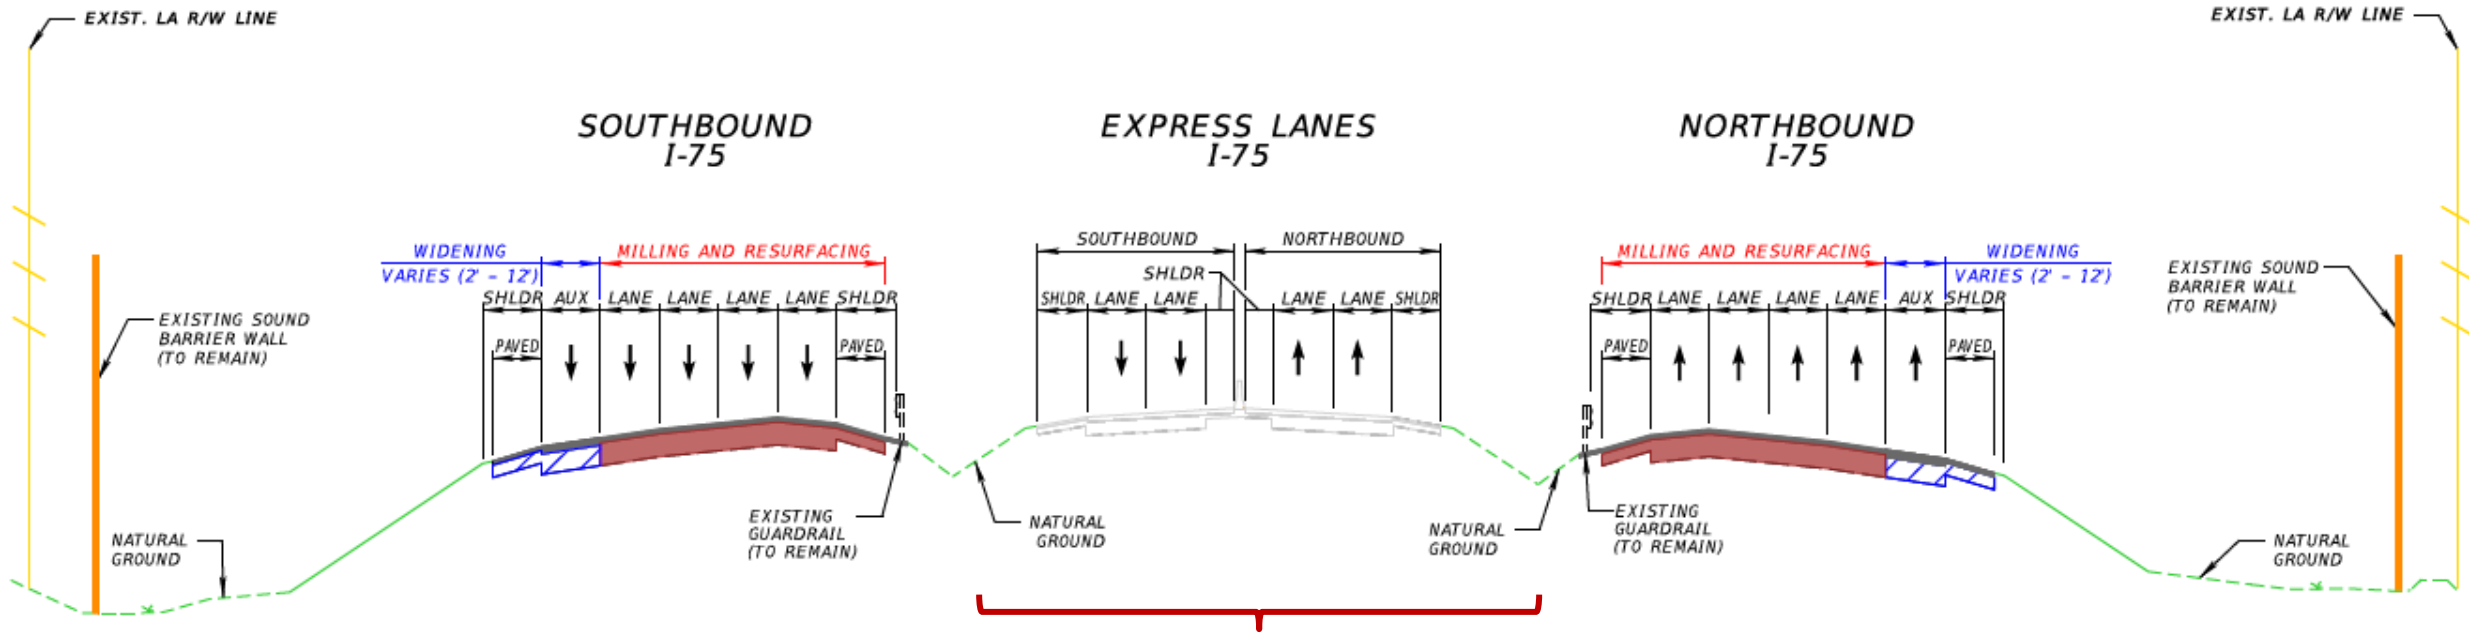 EXIST. LA R/W LINE
EXIST. LA R/W LINE
SOUTHBOUND
I-75
EXPRESS LANES
I-75
NORTHBOUND
I-75
WIDENING
VARIES (2' - 12')
MILLING AND RESURFACING
SHLDR AUX LANE LANE LANE LANE SHLDR
PAVED
PAVED
SOUTHBOUND
NORTHBOUND
SHLDR
SHLDR LANE LANE
LANE LANE SHLDR
MILLING AND RESURFACING
WIDENING
VARIES (2' - 12')
SHLDR LANE LANE LANE LANE AUX SHLDR
PAVED
PAVED
EXISTING SOUND
BARRIER WALL
(TO REMAIN)
EXISTING SOUND
BARRIER WALL
(TO REMAIN)
NATURAL
GROUND
EXISTING
GUARDRAIL
(TO REMAIN)
NATURAL
GROUND
NATURAL
GROUND
EXISTING
GUARDRAIL
(TO REMAIN)
NATURAL
GROUND